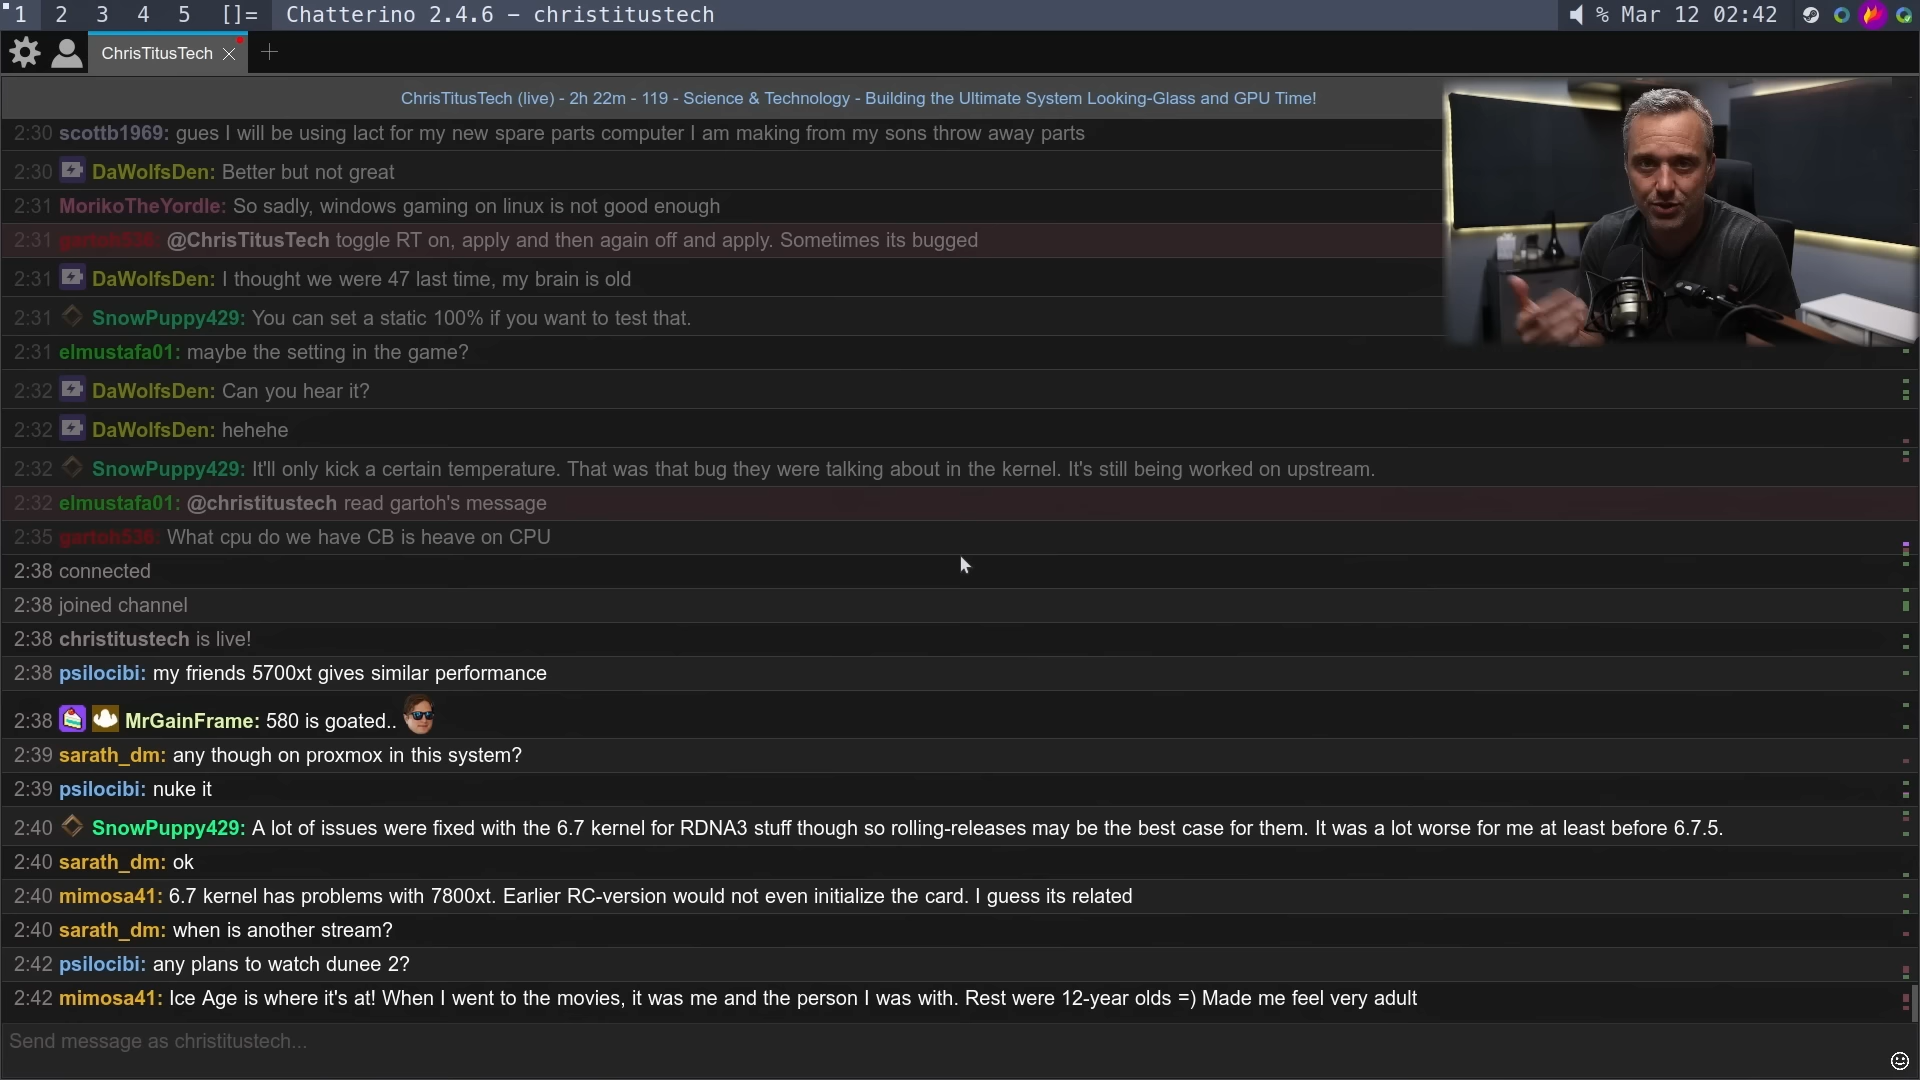 1 2 3 4 5 []= Chatterino 2.4.6 – christitustech % Mar 12 02:42
ChrisTitusTech
ChrisTitusTech (live) - 2h 22m - 119 - Science & Technology - Building the Ultimate System Looking-Glass and GPU Time!
2:30 scottb1969: gues I will be using lact for my new spare parts computer I am making from my sons throw away parts
2:30 DaWolfsDen: Better but not great
2:31 MorikoTheYordle: So sadly, windows gaming on linux is not good enough
2:31 gartoh536: @ChrisTitusTech toggle RT on, apply and then again off and apply. Sometimes its bugged
2:31 DaWolfsDen: I thought we were 47 last time, my brain is old
2:31 SnowPuppy429: You can set a static 100% if you want to test that.
2:31 elmustafa01: maybe the setting in the game?
2:32 DaWolfsDen: Can you hear it?
2:32 DaWolfsDen: hehehe
2:32 SnowPuppy429: It'll only kick a certain temperature. That was that bug they were talking about in the kernel. It's still being worked on upstream.
2:32 elmustafa01: @christitustech read gartoh's message
2:35 gartoh536: What cpu do we have CB is heave on CPU
2:38 connected
2:38 joined channel
2:38 christitustech is live!
2:38 psilocibi: my friends 5700xt gives similar performance
2:38 MrGainFrame: 580 is goated..
2:39 sarath_dm: any though on proxmox in this system?
2:39 psilocibi: nuke it
2:40 SnowPuppy429: A lot of issues were fixed with the 6.7 kernel for RDNA3 stuff though so rolling-releases may be the best case for them. It was a lot worse for me at least before 6.7.5.
2:40 sarath_dm: ok
2:40 mimosa41: 6.7 kernel has problems with 7800xt. Earlier RC-version would not even initialize the card. I guess its related
2:40 sarath_dm: when is another stream?
2:42 psilocibi: any plans to watch dunee 2?
2:42 mimosa41: Ice Age is where it's at! When I went to the movies, it was me and the person I was with. Rest were 12-year olds =) Made me feel very adult
Send message as christitustech...